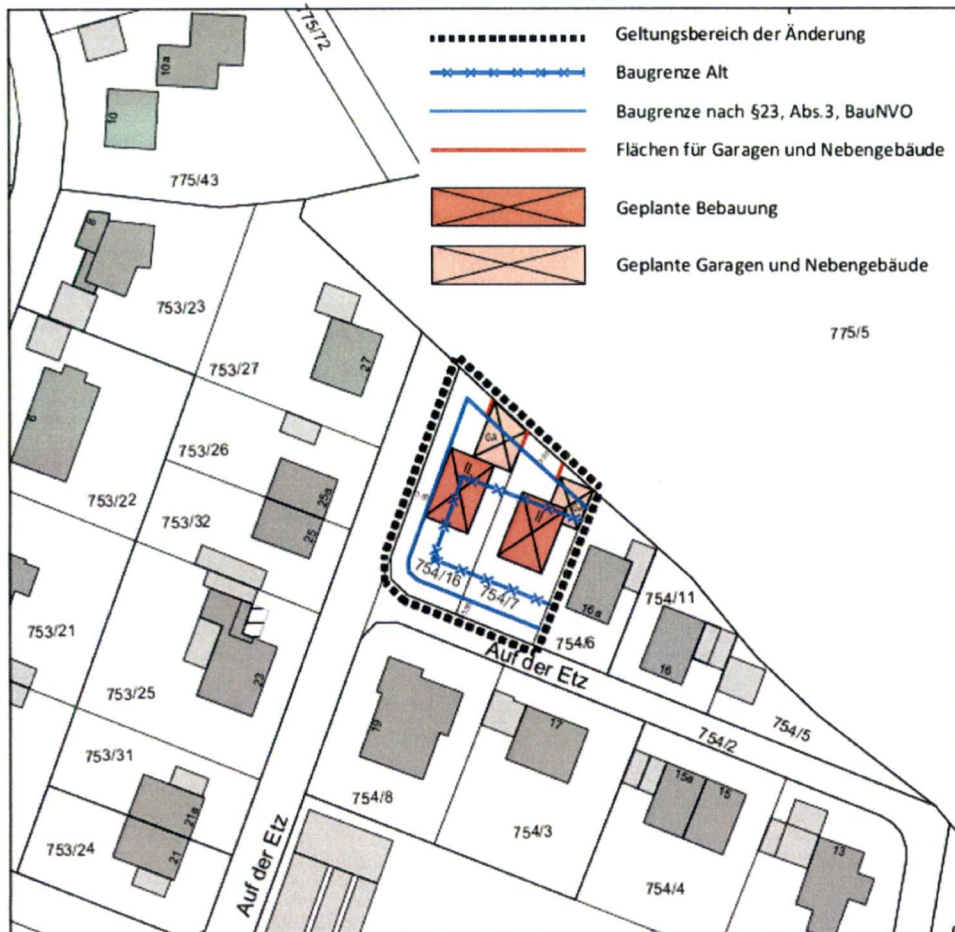 775/72
Geltungsbereich der Änderung
10a
Baugrenze Alt
10
Baugrenze nach §23, Abs.3, BauNVO
Flächen für Garagen und Nebengebäude
775/43
Geplante Bebauung
8
Geplante Garagen und Nebengebäude
753/23
775/5
27
753/27
6
GA
753/26
753/22
25a
II
753/32
25
II
754/16
754/7
16a
754/11
753/21
754/6
16
Auf der Etz
23
753/25
19
17
754/2
754/5
753/31
754/8
15a
15
21a
754/3
13
753/24
21
Auf der Etz
754/4